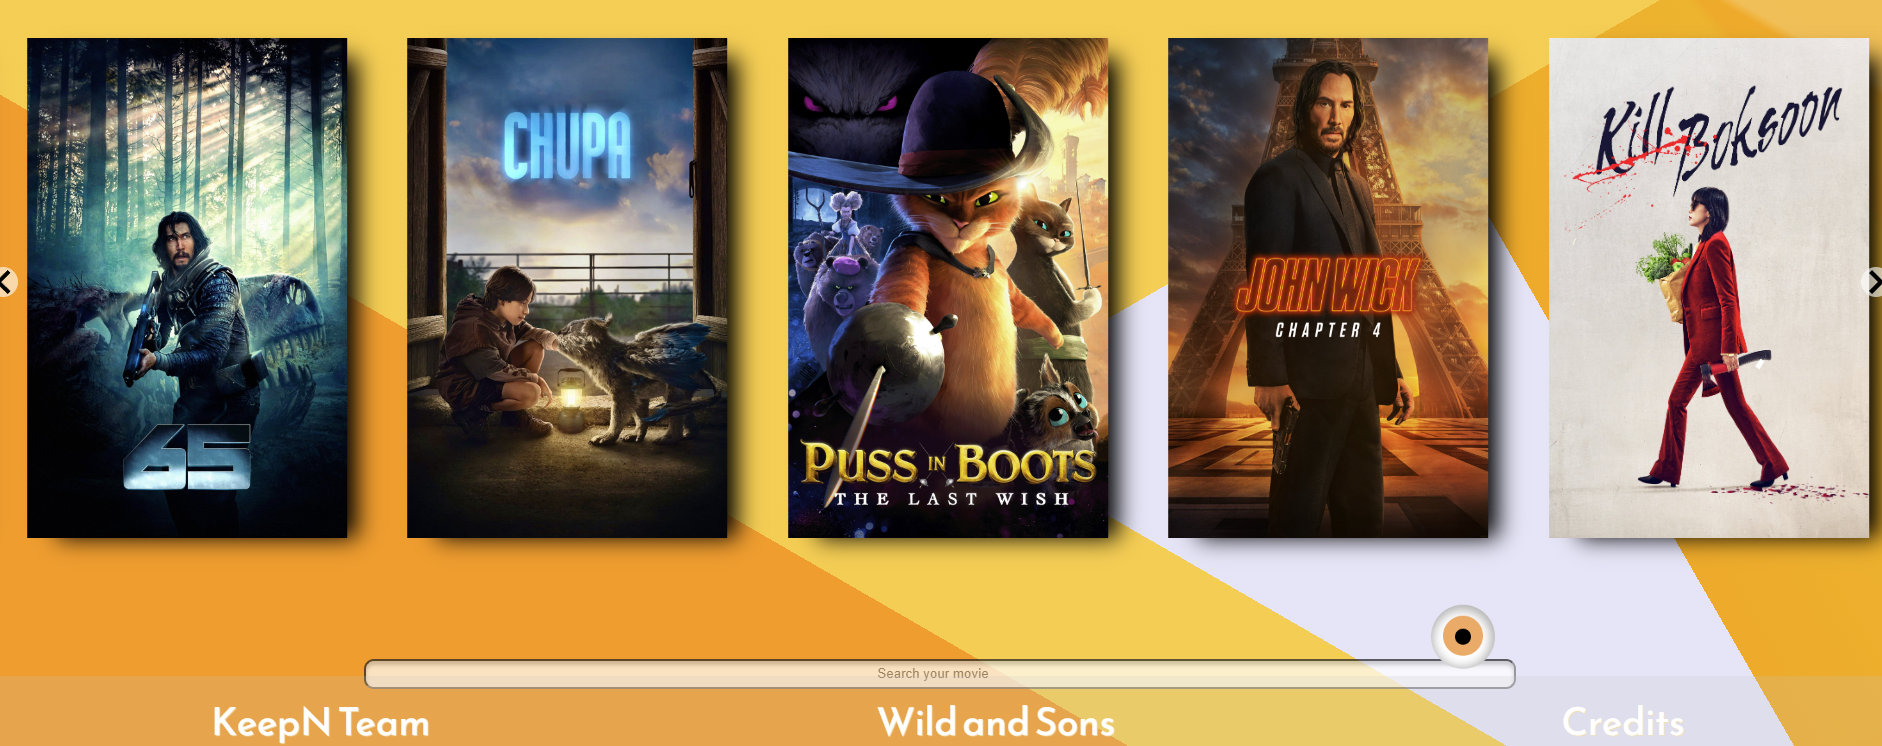 65
CHUPA
PUSS IN BOOTS
THE LAST WISH
JOHN WICK
CHAPTER 4
Kill Boksoon
Search your movie
KeepN Team
Wild and Sons
Credits